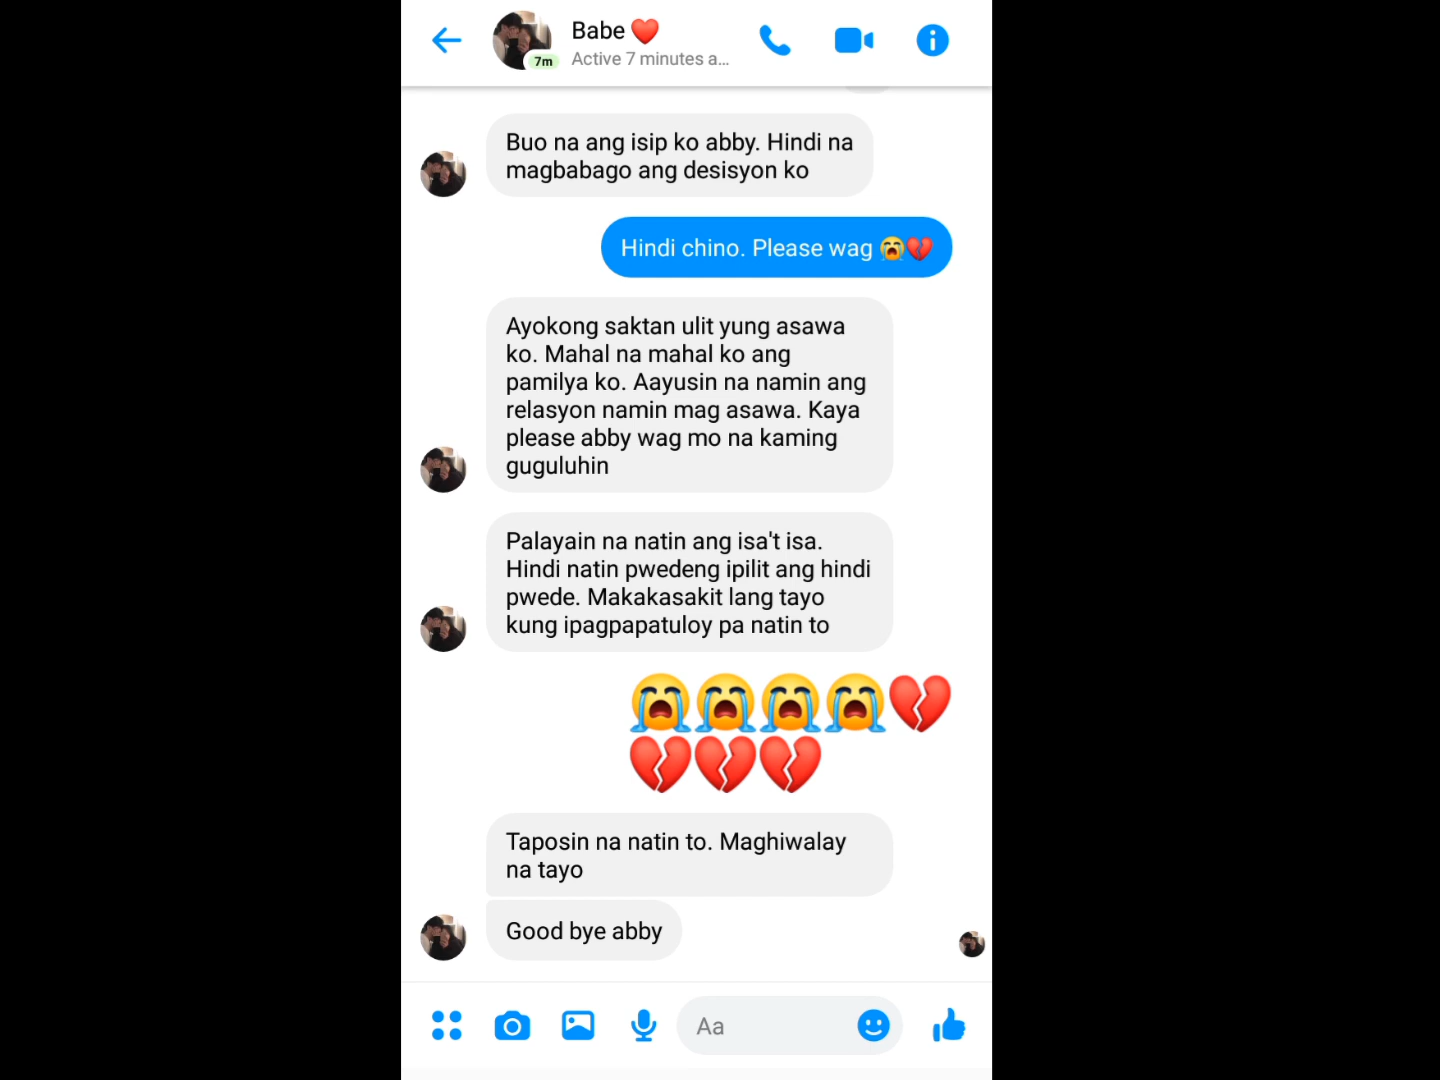 Babe ❤️
7m
Active 7 minutes a...
Buo na ang isip ko abby. Hindi na
magbabago ang desisyon ko
Hindi chino. Please wag 😭💔
Ayokong saktan ulit yung asawa
ko. Mahal na mahal ko ang
pamilya ko. Aayusin na namin ang
relasyon namin mag asawa. Kaya
please abby wag mo na kaming
guguluhin
Palayain na natin ang isa't isa.
Hindi natin pwedeng ipilit ang hindi
pwede. Makakasakit lang tayo
kung ipagpapatuloy pa natin to
😭😭😭😭💔
💔💔💔
Taposin na natin to. Maghiwalay
na tayo
Good bye abby
Aa